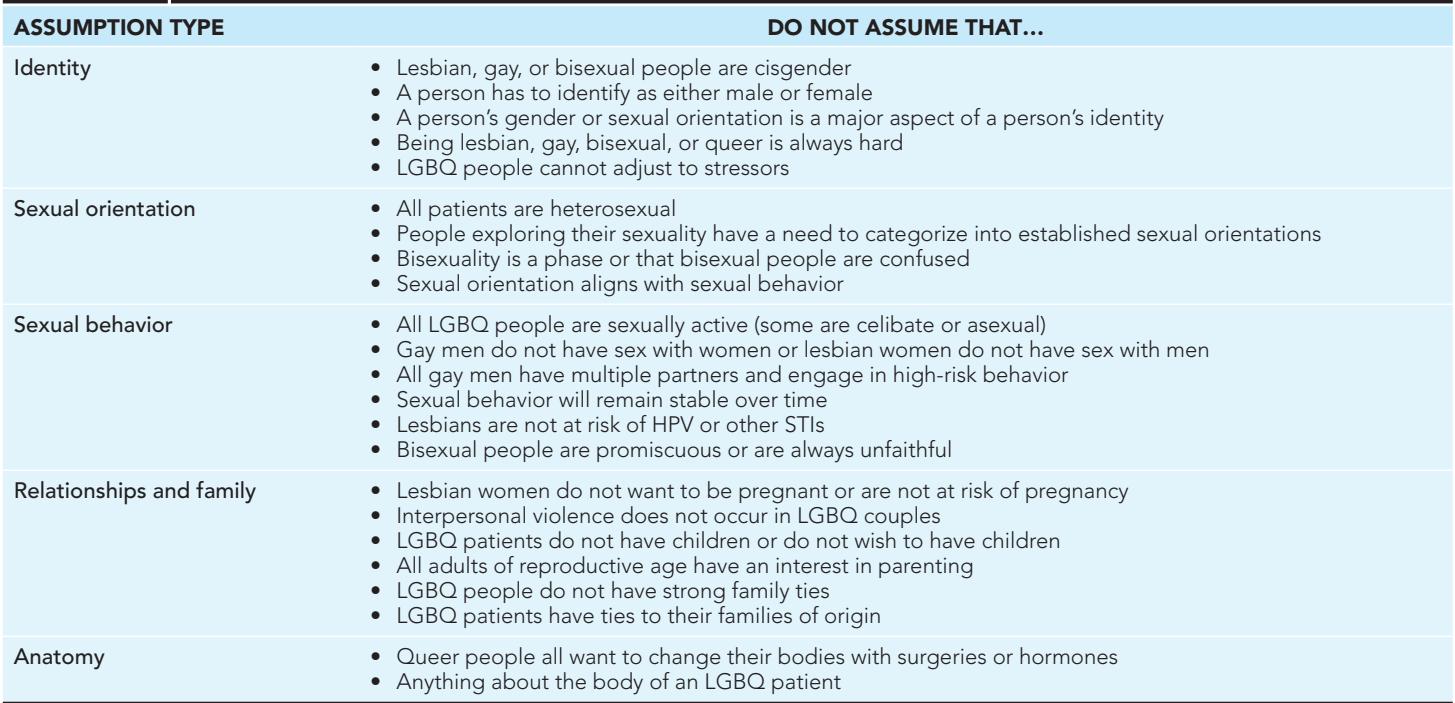 ASSUMPTION TYPE DO NOT ASSUME THAT…
Identity • Lesbian, gay, or bisexual people are cisgender
• A person has to identify as either male or female
• A person’s gender or sexual orientation is a major aspect of a person’s identity
• Being lesbian, gay, bisexual, or queer is always hard
• LGBQ people cannot adjust to stressors
Sexual orientation • All patients are heterosexual
• People exploring their sexuality have a need to categorize into established sexual orientations
• Bisexuality is a phase or that bisexual people are confused
• Sexual orientation aligns with sexual behavior
Sexual behavior • All LGBQ people are sexually active (some are celibate or asexual)
• Gay men do not have sex with women or lesbian women do not have sex with men
• All gay men have multiple partners and engage in high-risk behavior
• Sexual behavior will remain stable over time
• Lesbians are not at risk of HPV or other STIs
• Bisexual people are promiscuous or are always unfaithful
Relationships and family • Lesbian women do not want to be pregnant or are not at risk of pregnancy
• Interpersonal violence does not occur in LGBQ couples
• LGBQ patients do not have children or do not wish to have children
• All adults of reproductive age have an interest in parenting
• LGBQ people do not have strong family ties
• LGBQ patients have ties to their families of origin
Anatomy • Queer people all want to change their bodies with surgeries or hormones
• Anything about the body of an LGBQ patient